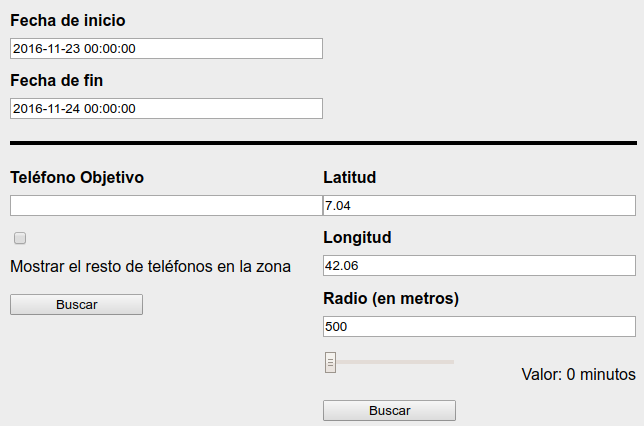 Fecha de inicio
2016-11-23 00:00:00
Fecha de fin
2016-11-24 00:00:00
Teléfono Objetivo
Mostrar el resto de teléfonos en la zona
Buscar
Latitud
7.04
Longitud
42.06
Radio (en metros)
500
Valor: 0 minutos
Buscar